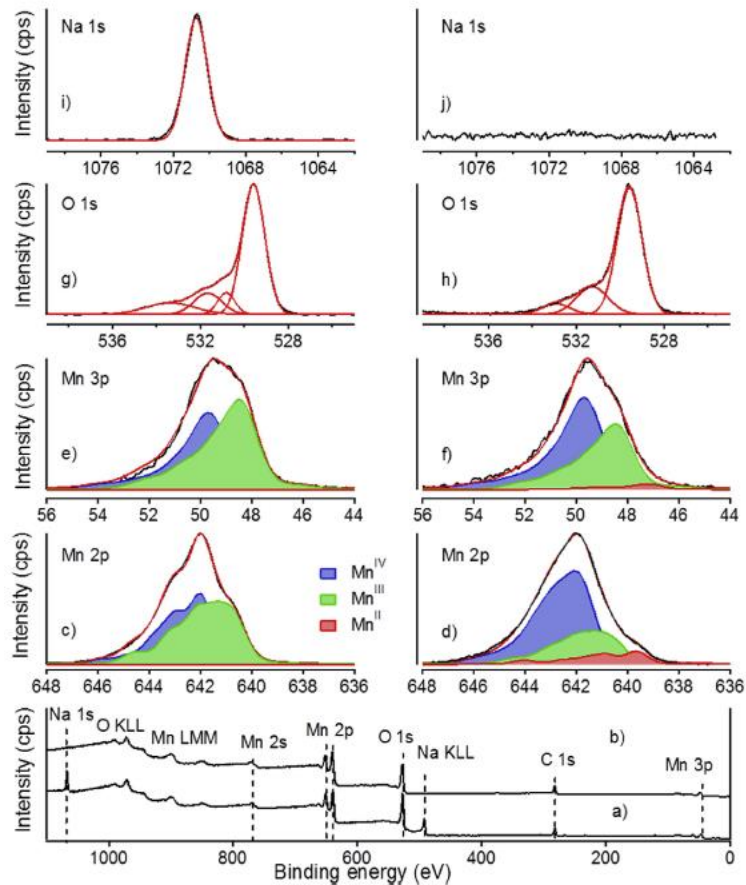 Na 1s
Na 1s
Intensity (cps)
i)
j)
1076 1072 1068 1064
1076 1072 1068 1064
O 1s
O 1s
Intensity (cps)
g)
h)
536 532 528
536 532 528
Mn 3p
Mn 3p
Intensity (cps)
e)
f)
56 54 52 50 48 46 44
56 54 52 50 48 46 44
Mn 2p
Mn 2p
Intensity (cps)
Mn^IV
Mn^III
Mn^II
c)
d)
648 646 644 642 640 638 636
648 646 644 642 640 638 636
Na 1s
O KLL
Mn LMM
Mn 2s
Mn 2p
O 1s
Na KLL
C 1s
Mn 3p
b)
a)
Intensity (cps)
1000 800 600 400 200 0
Binding energy (eV)